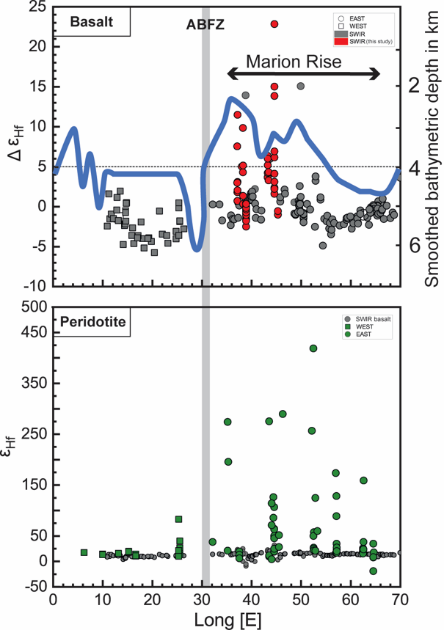 25
20
15
10
5
0
-5
-10
Δ εHf
Basalt
ABFZ
EAST
WEST
SWIR
SWIR(this study)
Marion Rise
2
4
6
Smoothed bathymetric depth in km
500
450
350
250
150
50
0
-50
εHf
Peridotite
SWIR basalt
WEST
EAST
0 10 20 30 40 50 60 70
Long [E]